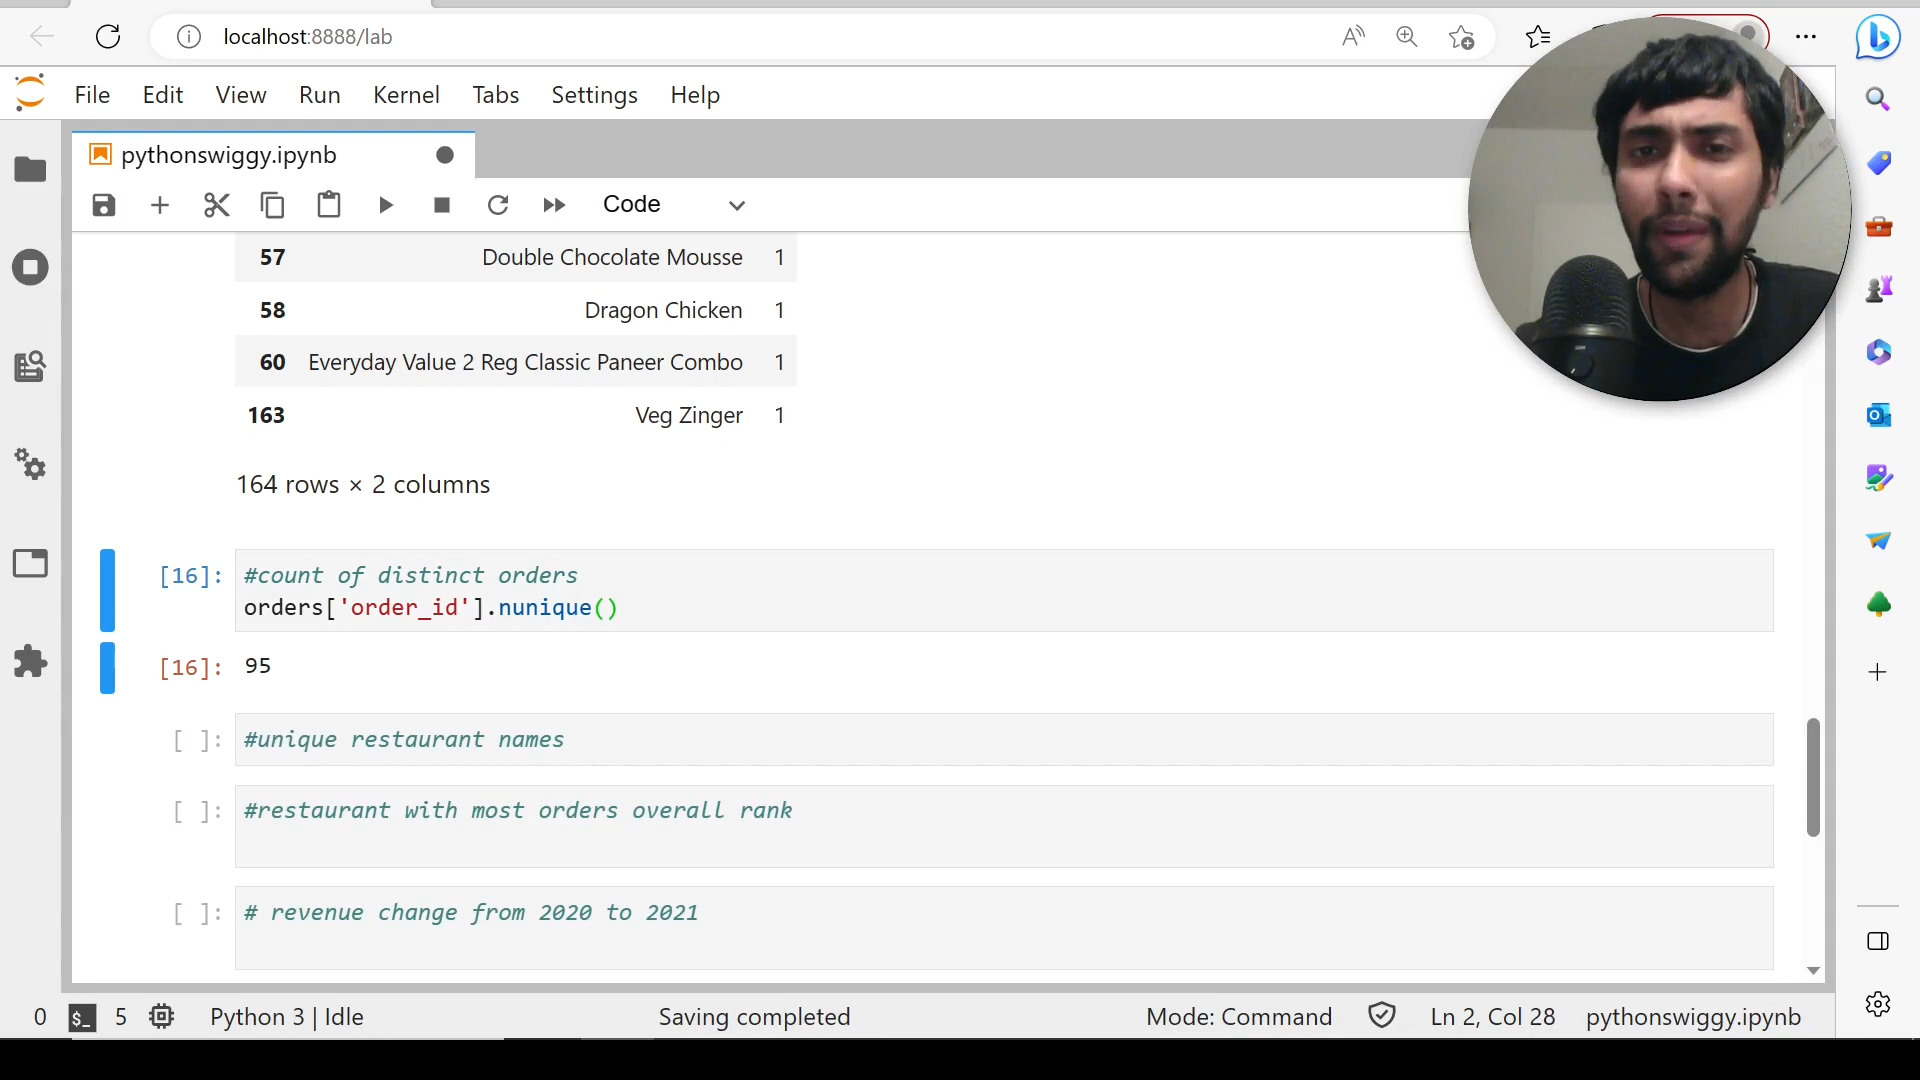 localhost:8888/lab
File Edit View Run Kernel Tabs Settings Help
pythonswiggy.ipynb
Code
57 Double Chocolate Mousse 1
58 Dragon Chicken 1
60 Everyday Value 2 Reg Classic Paneer Combo 1
163 Veg Zinger 1
164 rows × 2 columns
[16]: #count of distinct orders
orders['order_id'].nunique()
[16]: 95
[ ]: #unique restaurant names
[ ]: #restaurant with most orders overall rank
[ ]: # revenue change from 2020 to 2021
0 $_ 5 Python 3 | Idle Saving completed Mode: Command Ln 2, Col 28 pythonswiggy.ipynb